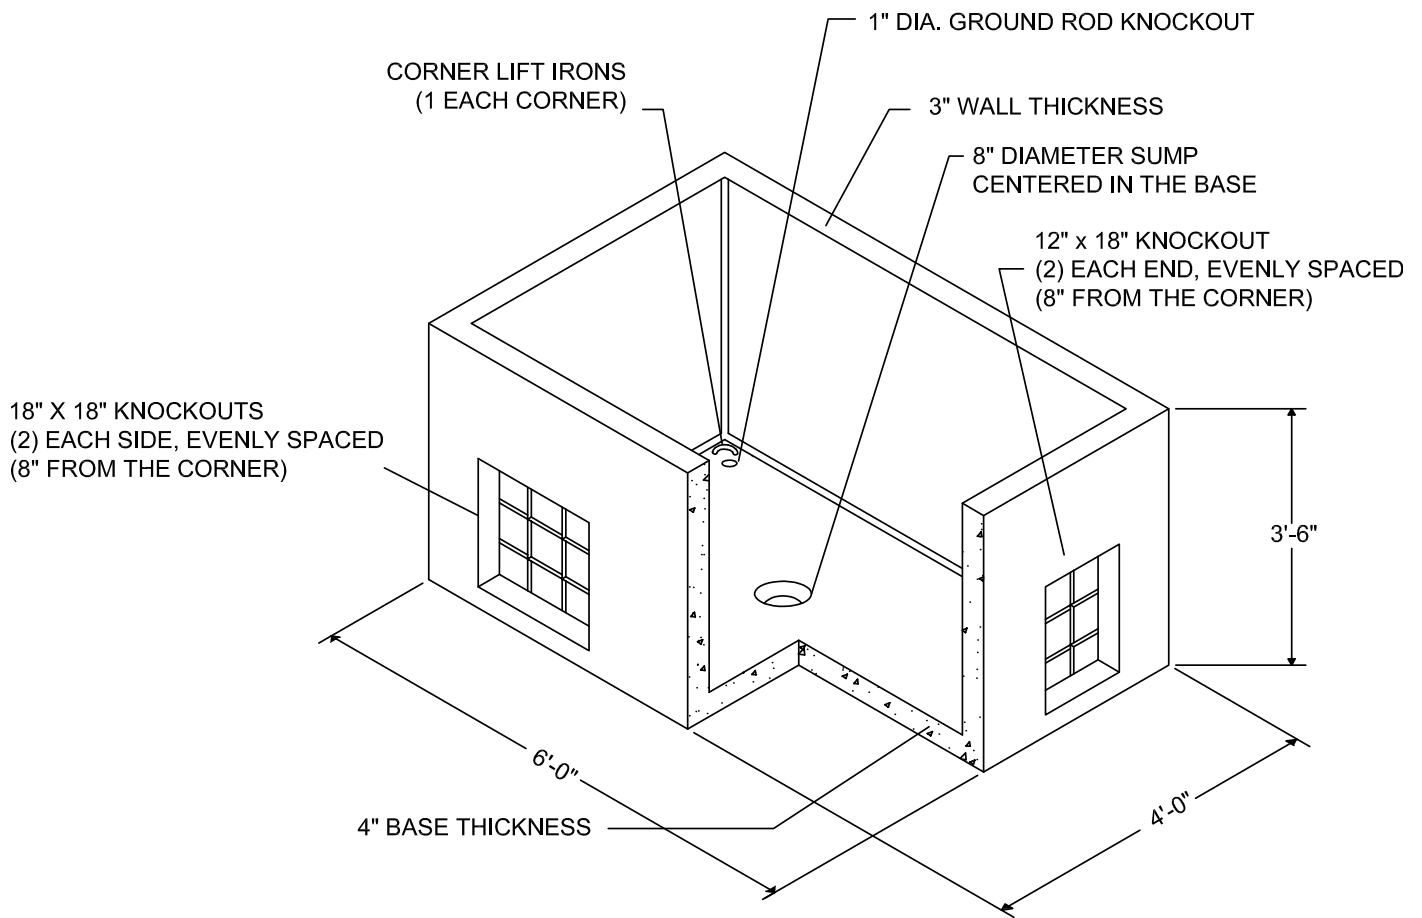 1" DIA. GROUND ROD KNOCKOUT
CORNER LIFT IRONS
(1 EACH CORNER)
3" WALL THICKNESS
8" DIAMETER SUMP
CENTERED IN THE BASE
12" x 18" KNOCKOUT
(2) EACH END, EVENLY SPACED
(8" FROM THE CORNER)
18" X 18" KNOCKOUTS
(2) EACH SIDE, EVENLY SPACED
(8" FROM THE CORNER)
3'-6"
6'-0"
4'-0"
4" BASE THICKNESS